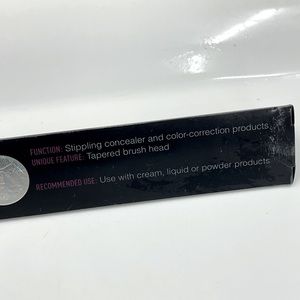 FUNCTION: Stippling concealer and color-correction products
UNIQUE FEATURE: Tapered brush head
RECOMMENDED USE: Use with cream, liquid or powder products